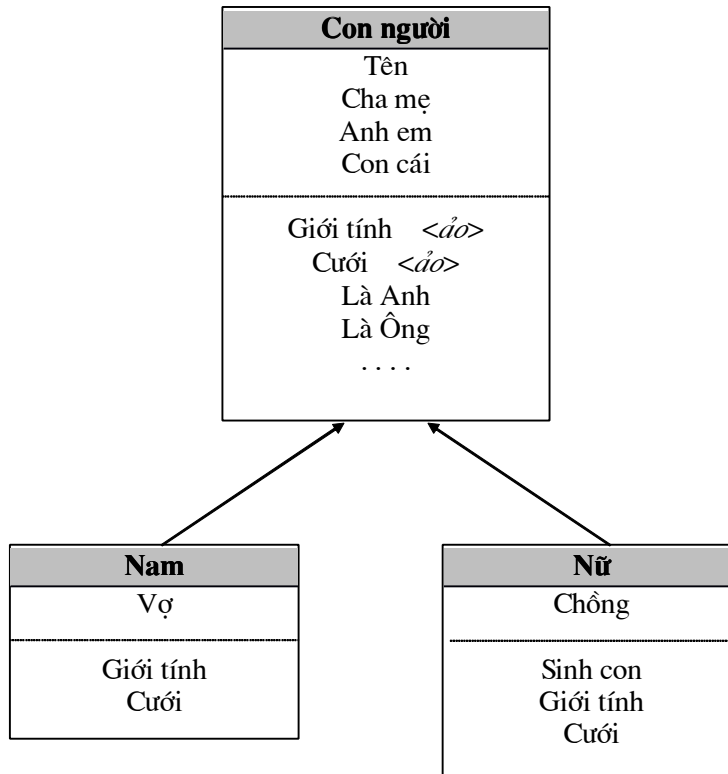 Con người
Tên
Cha mẹ
Anh em
Con cái
Giới tính <ảo>
Cưới <ảo>
Là Anh
Là Ông
. . . .
Nam
Vợ
Giới tính
Cưới
Nữ
Chồng
Sinh con
Giới tính
Cưới